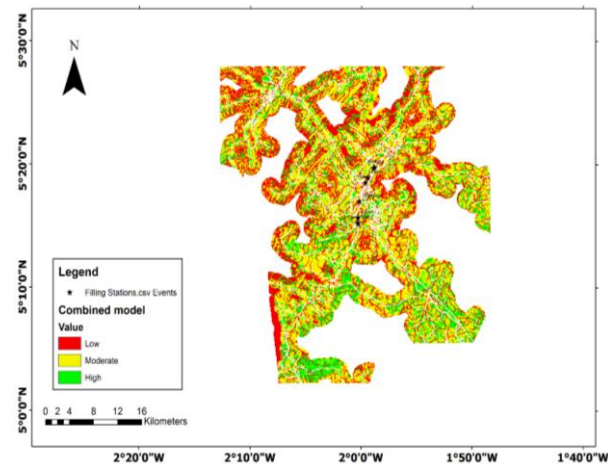 N
5°30'0"N
5°20'0"N
5°10'0"N
5°0'0"N
Legend
Filling Stations.csv Events
Combined model
Value
Low
Moderate
High
0 2 4 8 12 16
Kilometers
2°20'0"W 2°10'0"W 2°0'0"W 1°50'0"W 1°40'0"W